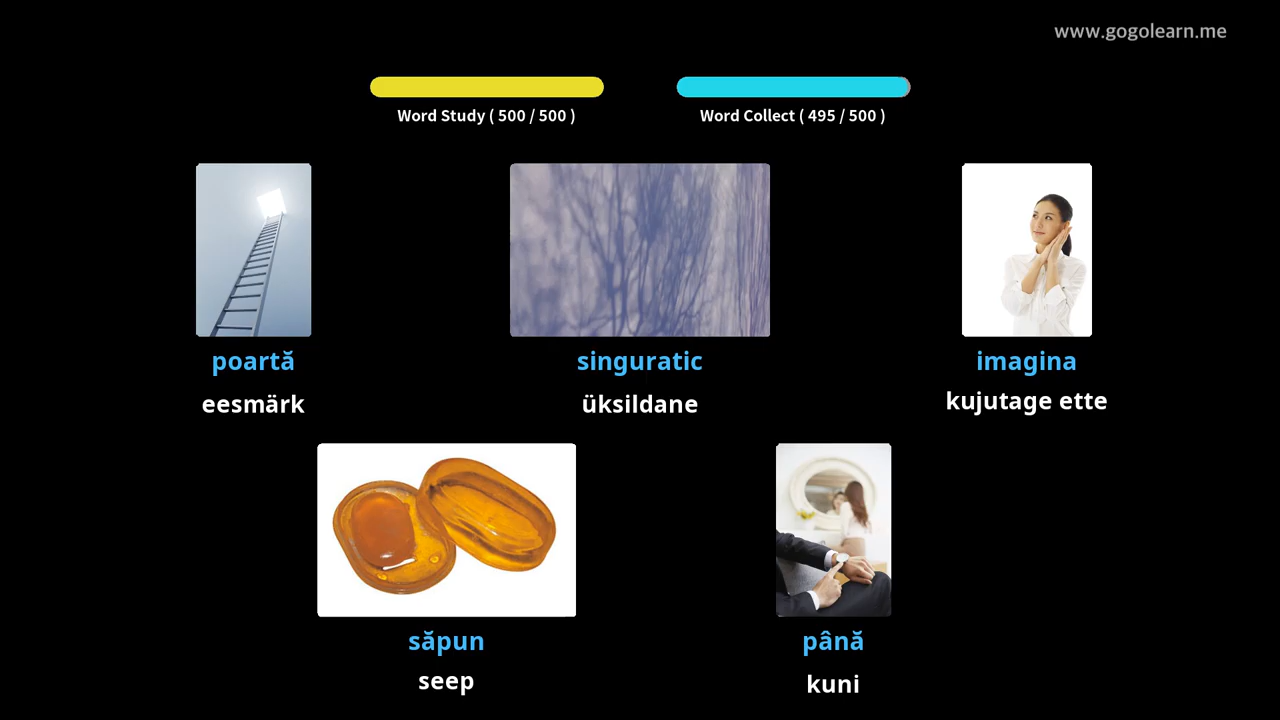 www.gogolearn.me
Word Study ( 500 / 500 )
Word Collect ( 495 / 500 )
poartă
eesmärk
singuratic
üksildane
imagina
kujutage ette
săpun
seep
până
kuni